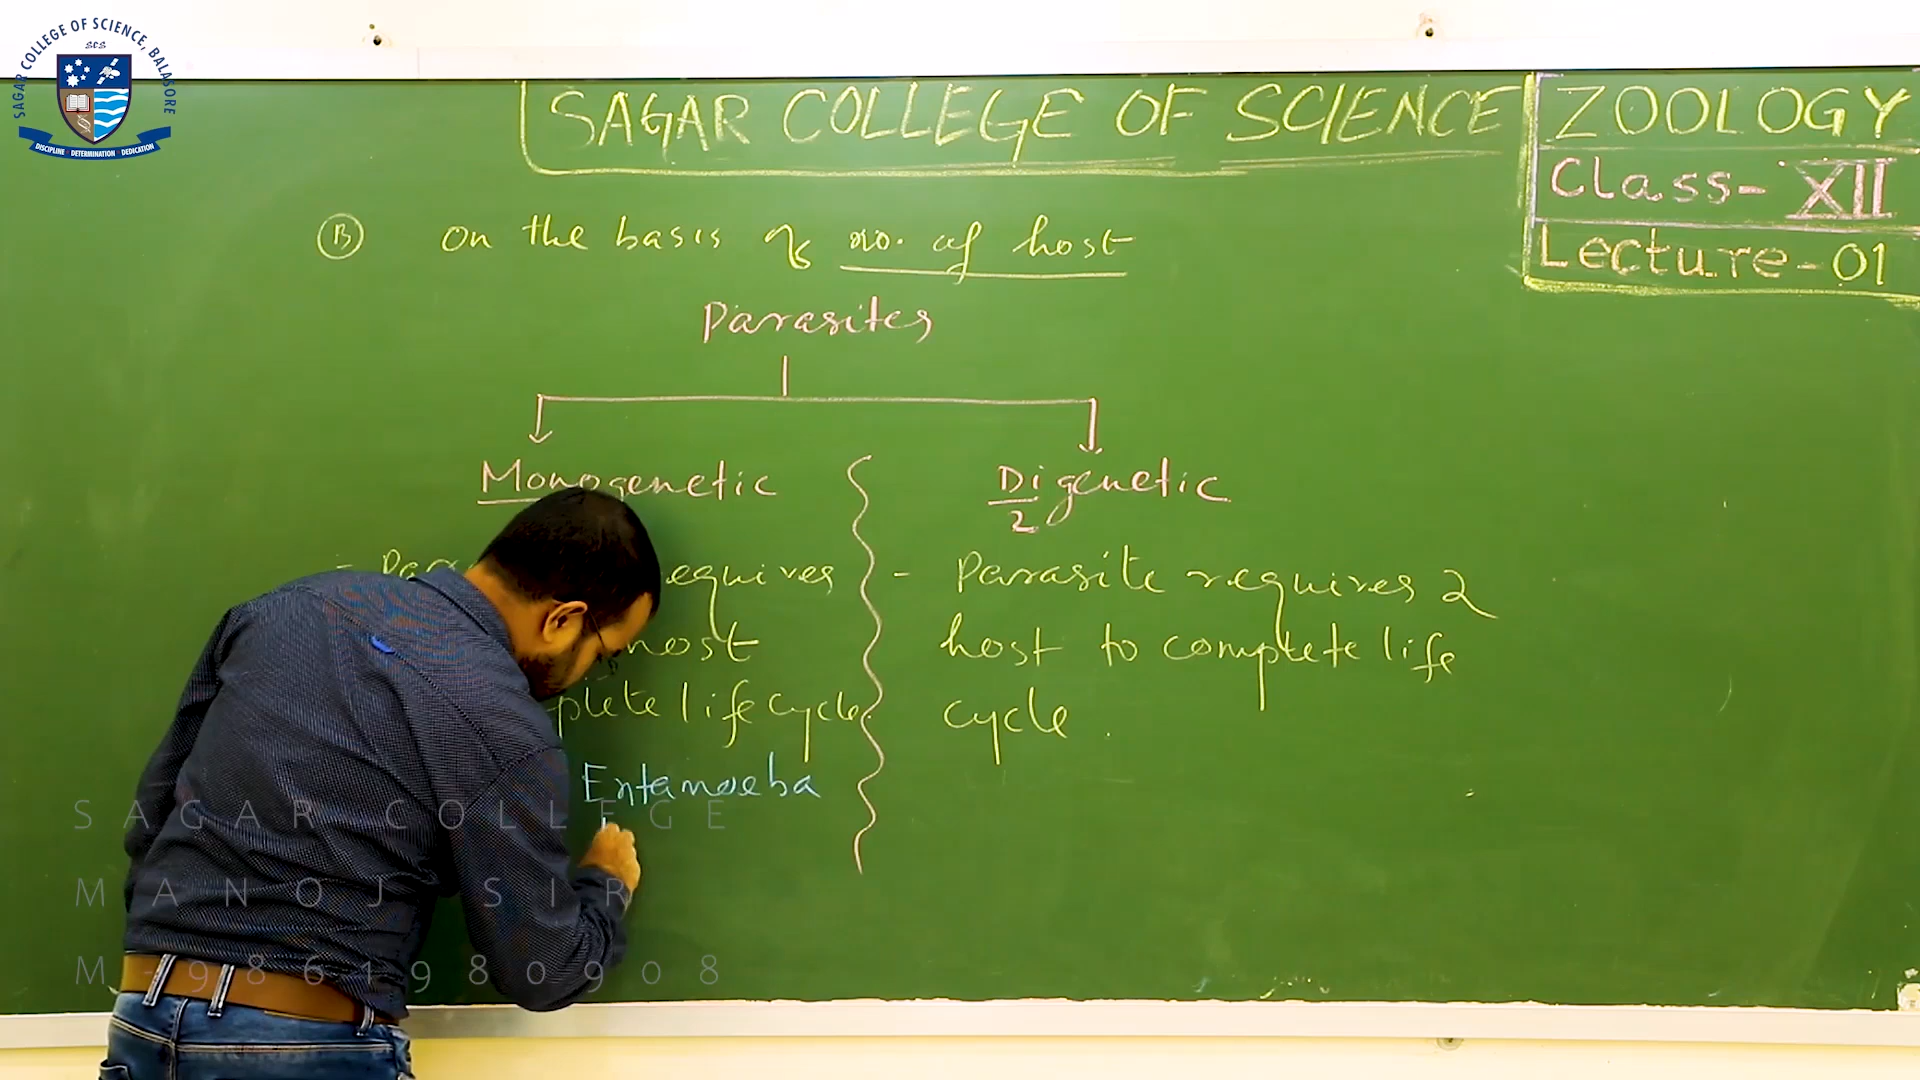 SAGAR COLLEGE OF SCIENCE, BALASORE
SCS
DISCIPLINE DETERMINATION DEDICATION
SAGAR COLLEGE OF SCIENCE
ZOOLOGY
Class- XII
Lecture-01
B On the basis of no. of host
Parasites
Monogenetic
Digenetic
2
equires
host
plete life cycle.
Entamoeba
- Parasite requires 2
host to complete life
cycle.
SAGAR COLLEGE
MANOJ SIR
M-9861980908